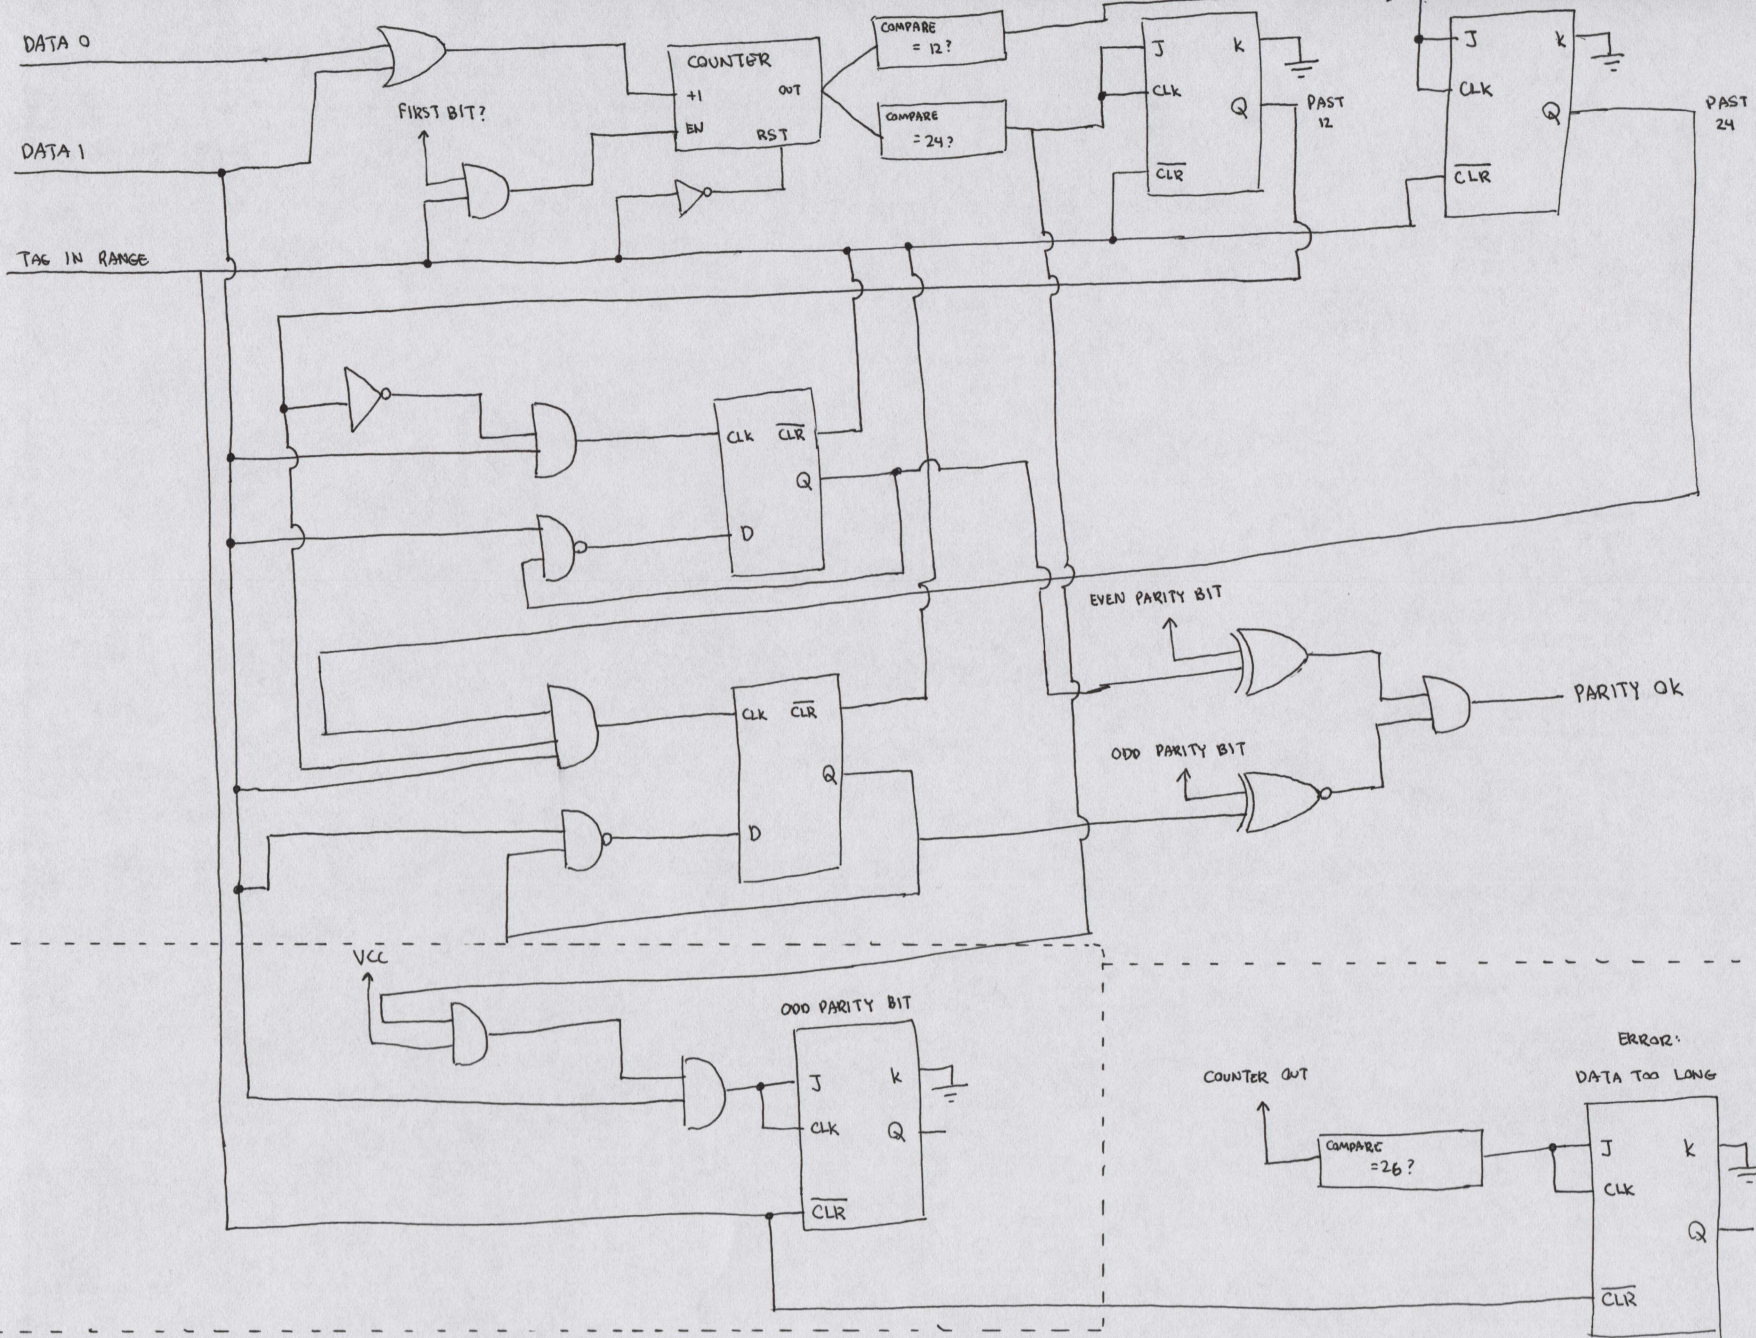 DATA 0
DATA 1
TAG IN RANGE
FIRST BIT?
COUNTER
+1
OUT
EN
RST
COMPARE
= 12?
COMPARE
= 24?
J
K
CLK
Q
CLR
PAST
12
J
K
CLK
Q
CLR
PAST
24
CLK
CLR
Q
D
CLK
CLR
Q
D
EVEN PARITY BIT
ODD PARITY BIT
PARITY OK
VCC
ODD PARITY BIT
J
K
CLK
Q
CLR
COUNTER OUT
COMPARE
=26?
ERROR:
DATA TOO LONG
J
K
CLK
Q
CLR